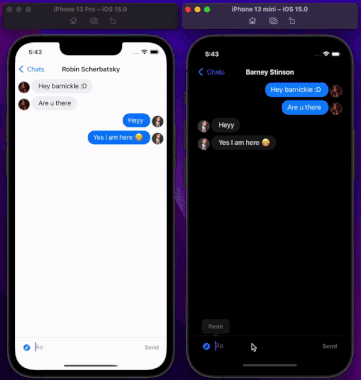 iPhone 13 Pro – iOS 15.0
5:43
Chats
Robin Scherbatsky
Hey barnickie :D
Are u there
Heyy
Yes I am here 😄
Aa
Send
iPhone 13 mini – iOS 15.0
5:43
Chats
Barney Stinson
Hey barnickie :D
Are u there
Heyy
Yes I am here 😄
Paste
Aa
Send